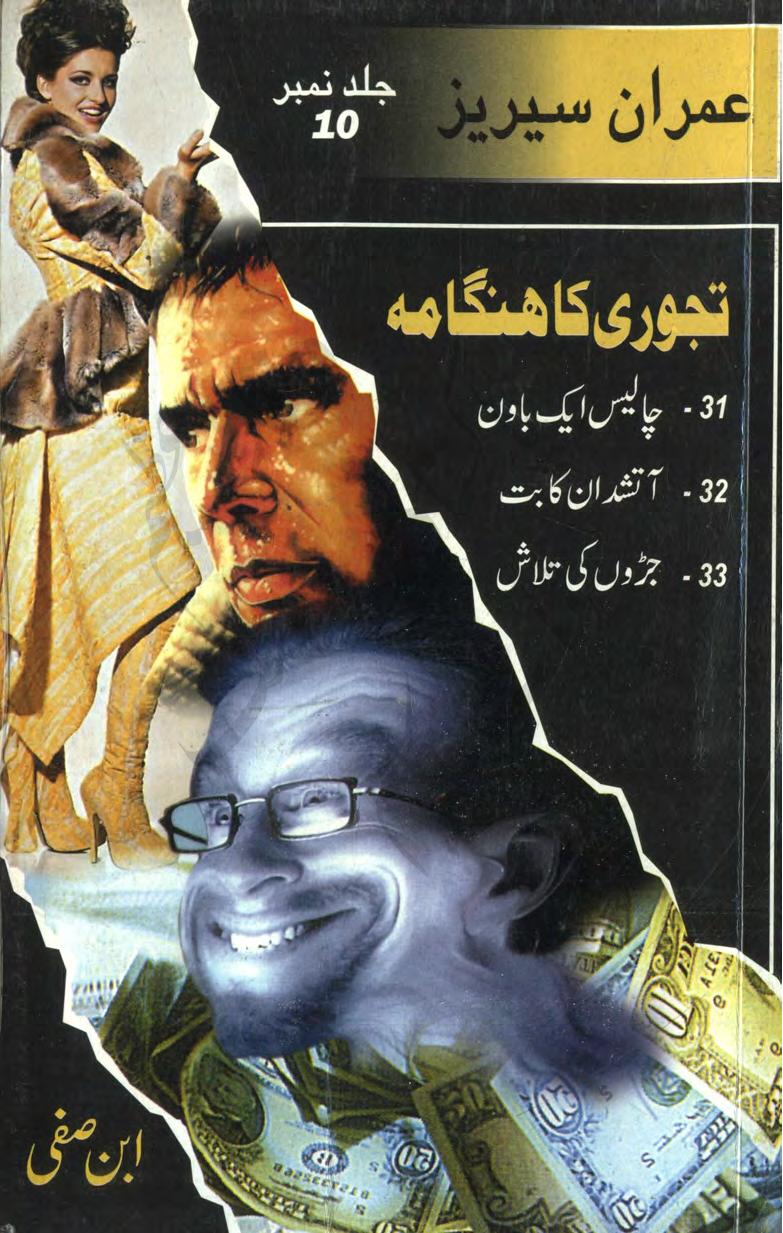 عمران سیریز
جلد نمبر
10
تجوری کا ہنگامہ
31 - چالیس ایک باون
32 - آتشدان کا بت
33 - جڑوں کی تلاش
ابن صفی